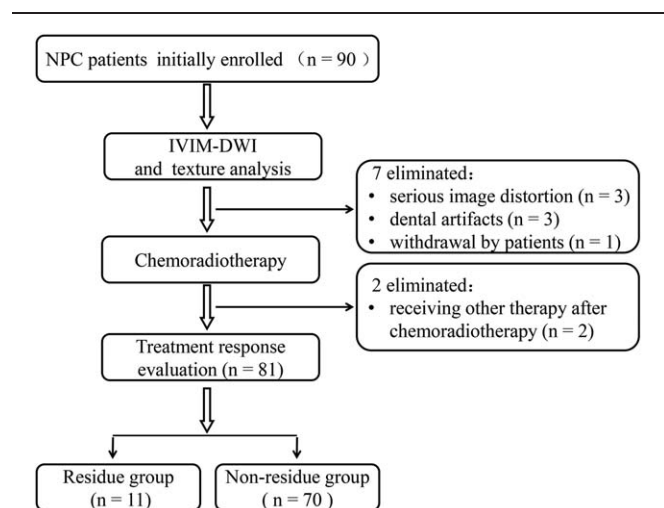 NPC patients initially enrolled （n = 90 ）
IVIM-DWI
and texture analysis
7 eliminated：
• serious image distortion (n = 3)
• dental artifacts (n = 3)
• withdrawal by patients (n = 1)
Chemoradiotherapy
2 eliminated：
• receiving other therapy after
chemoradiotherapy (n = 2)
Treatment response
evaluation (n = 81)
Residue group
(n = 11)
Non-residue group
( n = 70)